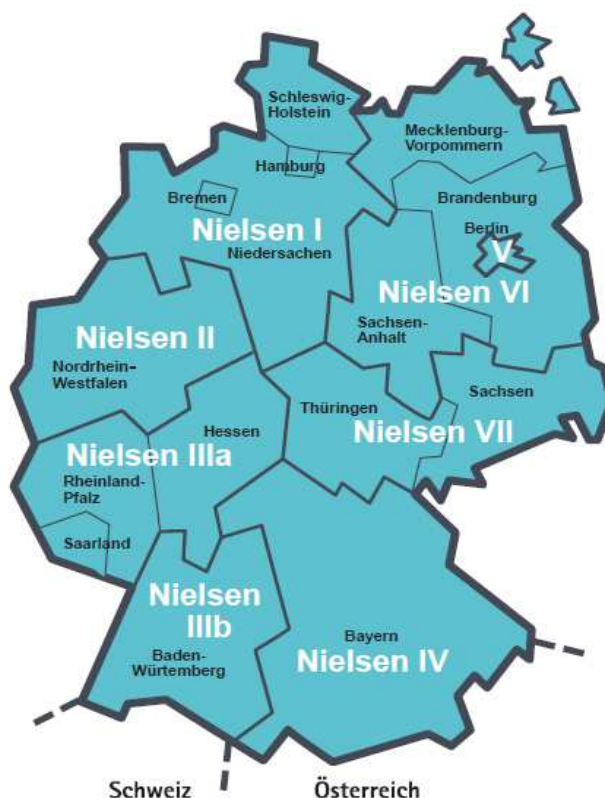 Schleswig-
Holstein
Mecklenburg-
Vorpommern
Hamburg
Bremen
Brandenburg
Berlin
V
Nielsen I
Niedersachen
Nielsen VI
Sachsen-
Anhalt
Nielsen II
Nordrhein-
Westfalen
Sachsen
Thüringen
Hessen
Nielsen VII
Nielsen IIIa
Rheinland-
Pfalz
Saarland
Nielsen
IIIb
Baden-
Würtemberg
Bayern
Nielsen IV
Schweiz
Österreich